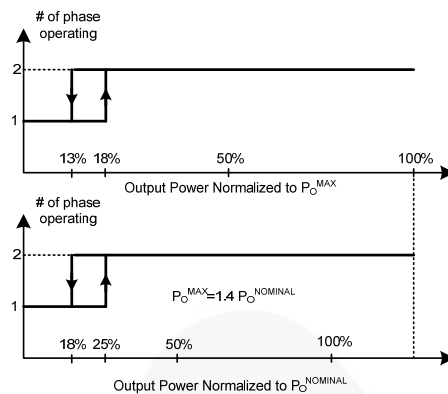 # of phase
operating
2
1
13% 18% 50% 100%
Output Power Normalized to P_O^MAX
# of phase
operating
2
1
P_O^MAX=1.4 P_O^NOMINAL
18% 25% 50% 100%
Output Power Normalized to P_O^NOMINAL